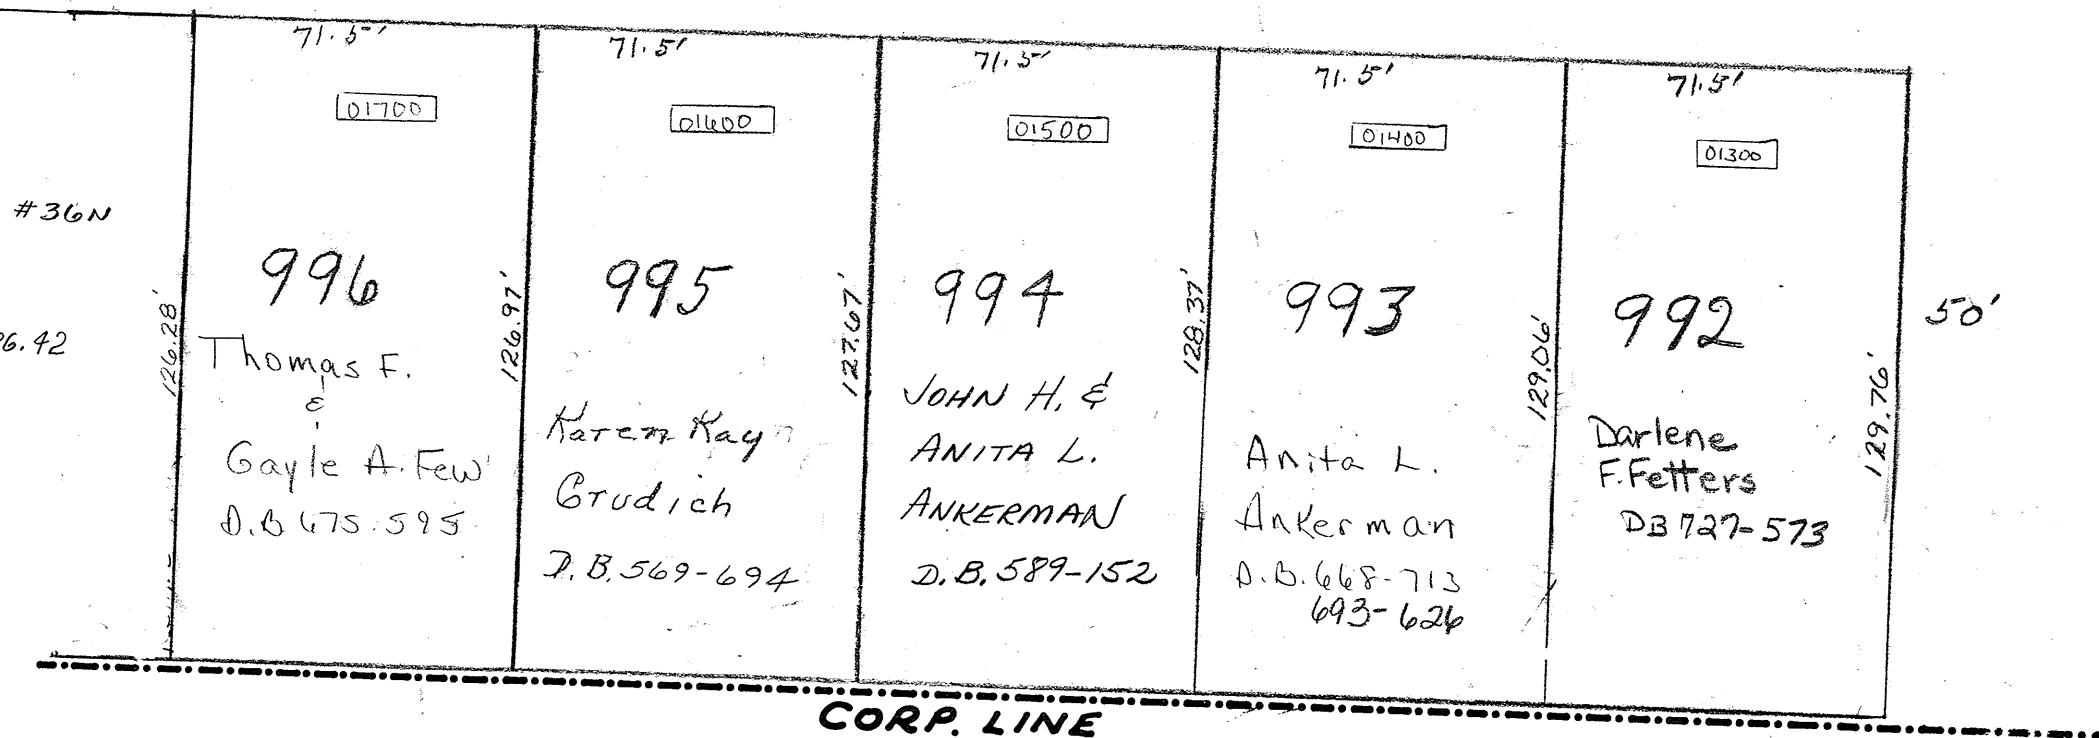 71.5'
71.5'
71.5'
71.5'
71.5'
01700
01600
01500
01400
01300
#36N
996
995
994
993
992
50'
126.28'
126.97'
127.67'
128.37'
129.06'
129.76'
6.42
Thomas F.
&
Gayle A. Few
D.B 675-595
Karen Kay
Grudich
D.B. 569-694
JOHN H. &
ANITA L.
ANKERMAN
D.B. 589-152
Anita L.
Ankerman
D.B. 668-713
693-626
Darlene
F. Fetters
DB 727-573
CORP. LINE